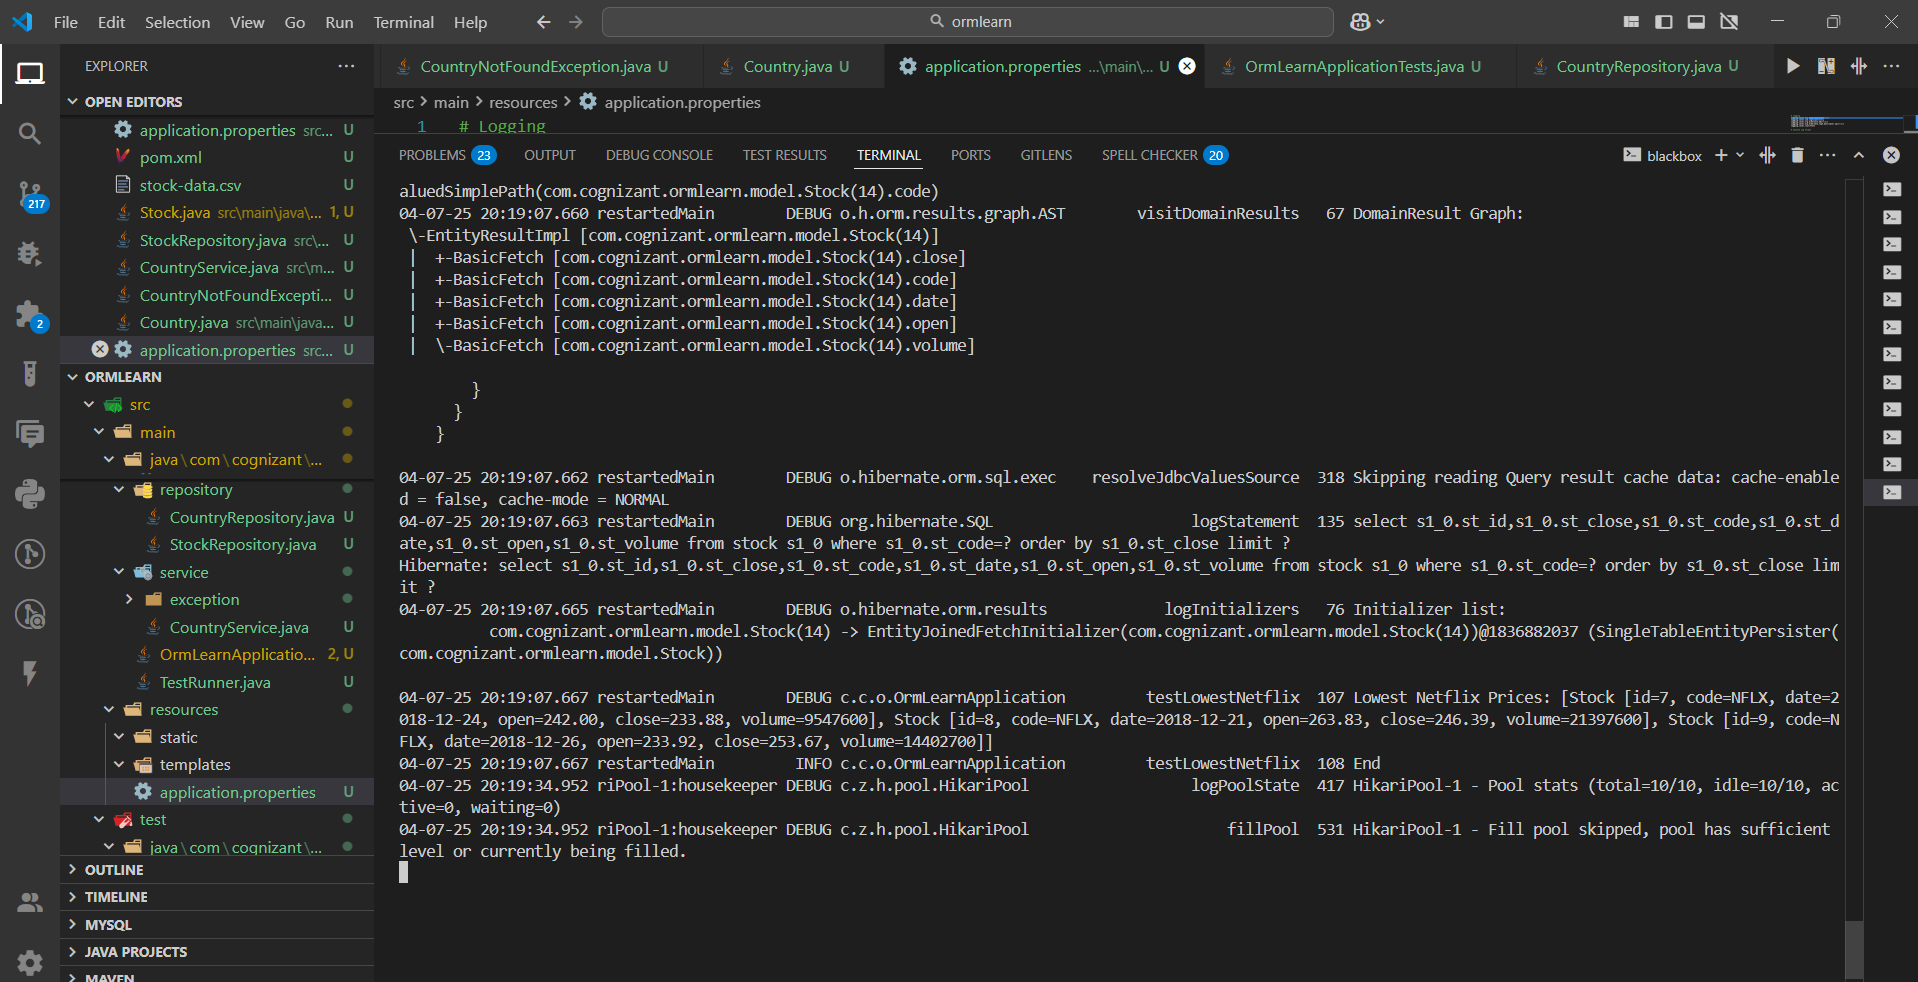 File Edit Selection View Go Run Terminal Help
ormlearn
EXPLORER
OPEN EDITORS
application.properties src... U
pom.xml U
stock-data.csv U
Stock.java src\main\java\... 1, U
StockRepository.java src\... U
CountryService.java src\m... U
CountryNotFoundExcepti... U
Country.java src\main\java... U
application.properties src... U
ORMLEARN
src
main
java\com\cognizant\...
repository
CountryRepository.java U
StockRepository.java U
service
exception
CountryService.java U
OrmLearnApplicatio... 2, U
TestRunner.java U
resources
static
templates
application.properties U
test
java\com\cognizant\...
OUTLINE
TIMELINE
MYSQL
JAVA PROJECTS
MAVEN
217
2
CountryNotFoundException.java U
Country.java U
application.properties ...\main\... U
OrmLearnApplicationTests.java U
CountryRepository.java U
src > main > resources > application.properties
1 # Logging
PROBLEMS 23 OUTPUT DEBUG CONSOLE TEST RESULTS TERMINAL PORTS GITLENS SPELL CHECKER 20
blackbox
aluedSimplePath(com.cognizant.ormlearn.model.Stock(14).code)
04-07-25 20:19:07.660 restartedMain DEBUG o.h.orm.results.graph.AST visitDomainResults 67 DomainResult Graph:
\-EntityResultImpl [com.cognizant.ormlearn.model.Stock(14)]
| +-BasicFetch [com.cognizant.ormlearn.model.Stock(14).close]
| +-BasicFetch [com.cognizant.ormlearn.model.Stock(14).code]
| +-BasicFetch [com.cognizant.ormlearn.model.Stock(14).date]
| +-BasicFetch [com.cognizant.ormlearn.model.Stock(14).open]
| \-BasicFetch [com.cognizant.ormlearn.model.Stock(14).volume]
}
}
}
04-07-25 20:19:07.662 restartedMain DEBUG o.hibernate.orm.sql.exec resolveJdbcValuesSource 318 Skipping reading Query result cache data: cache-enable
d = false, cache-mode = NORMAL
04-07-25 20:19:07.663 restartedMain DEBUG org.hibernate.SQL logStatement 135 select s1_0.st_id,s1_0.st_close,s1_0.st_code,s1_0.st_d
ate,s1_0.st_open,s1_0.st_volume from stock s1_0 where s1_0.st_code=? order by s1_0.st_close limit ?
Hibernate: select s1_0.st_id,s1_0.st_close,s1_0.st_code,s1_0.st_date,s1_0.st_open,s1_0.st_volume from stock s1_0 where s1_0.st_code=? order by s1_0.st_close lim
it ?
04-07-25 20:19:07.665 restartedMain DEBUG o.hibernate.orm.results logInitializers 76 Initializer list:
com.cognizant.ormlearn.model.Stock(14) -> EntityJoinedFetchInitializer(com.cognizant.ormlearn.model.Stock(14))@1836882037 (SingleTableEntityPersister(
com.cognizant.ormlearn.model.Stock))
04-07-25 20:19:07.667 restartedMain DEBUG c.c.o.OrmLearnApplication testLowestNetflix 107 Lowest Netflix Prices: [Stock [id=7, code=NFLX, date=2
018-12-24, open=242.00, close=233.88, volume=9547600], Stock [id=8, code=NFLX, date=2018-12-21, open=263.83, close=246.39, volume=21397600], Stock [id=9, code=N
FLX, date=2018-12-26, open=233.92, close=253.67, volume=14402700]]
04-07-25 20:19:07.667 restartedMain INFO c.c.o.OrmLearnApplication testLowestNetflix 108 End
04-07-25 20:19:34.952 riPool-1:housekeeper DEBUG c.z.h.pool.HikariPool logPoolState 417 HikariPool-1 - Pool stats (total=10/10, idle=10/10, ac
tive=0, waiting=0)
04-07-25 20:19:34.952 riPool-1:housekeeper DEBUG c.z.h.pool.HikariPool fillPool 531 HikariPool-1 - Fill pool skipped, pool has sufficient
level or currently being filled.